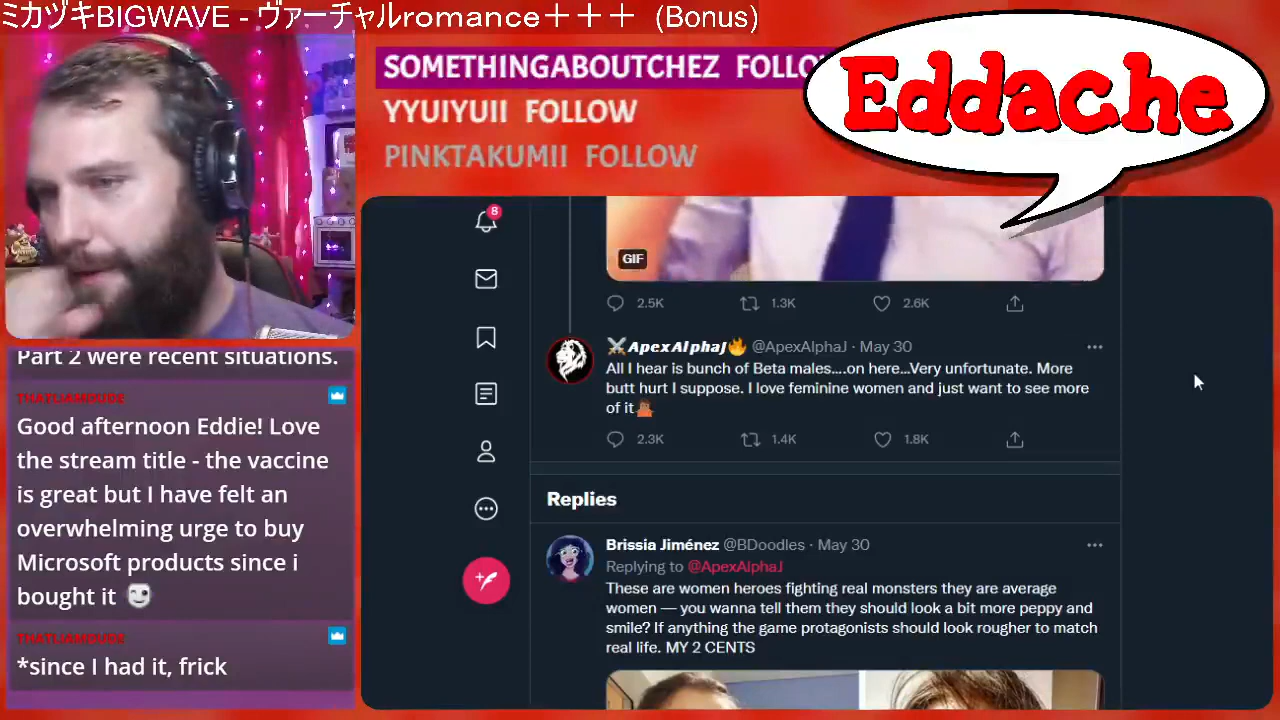 ミカヅキBIGWAVE - ヴァーチャルromance＋＋＋ (Bonus)
SOMETHINGABOUTCHEZ FOLLO
YYUIYUII FOLLOW
PINKTAKUMII FOLLOW
Eddache
Part 2 were recent situations.
THATLIAMDUDE
Good afternoon Eddie! Love
the stream title - the vaccine
is great but I have felt an
overwhelming urge to buy
Microsoft products since i
bought it
THATLIAMDUDE
*since I had it, frick
8
GIF
2.5K 1.3K 2.6K
⚔️ApexAlphaJ🔥 @ApexAlphaJ · May 30
All I hear is bunch of Beta males....on here...Very unfortunate. More
butt hurt I suppose. I love feminine women and just want to see more
of it
2.3K 1.4K 1.8K
Replies
Brissia Jiménez @BDoodles · May 30
Replying to @ApexAlphaJ
These are women heroes fighting real monsters they are average
women — you wanna tell them they should look a bit more peppy and
smile? If anything the game protagonists should look rougher to match
real life. MY 2 CENTS